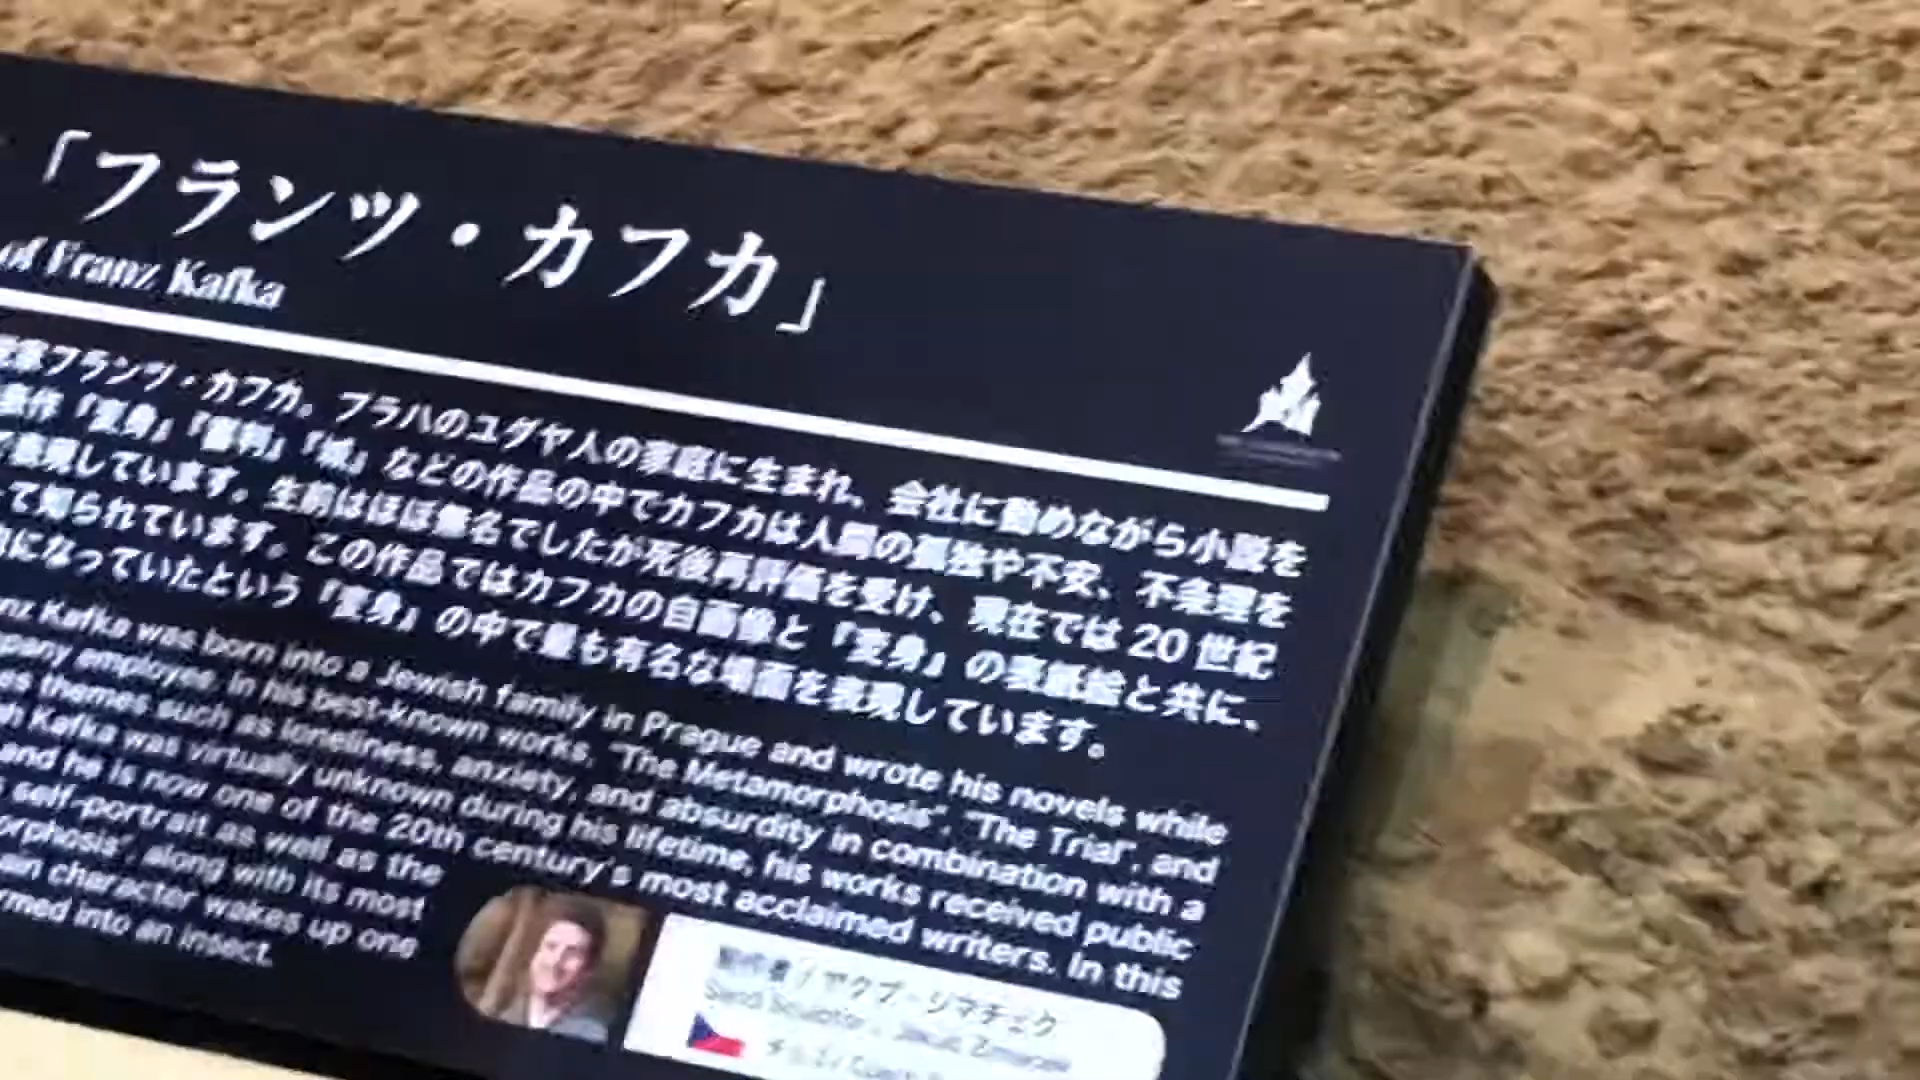 「フランツ・カフカ」
of Franz Kafka
フランツ・カフカ。プラハのユダヤ人の家庭に生まれ、会社に勤めながら小説を
作『変身』『審判』『城』などの作品の中でカフカは人間の孤独や不安、不条理を
表現しています。生前はほぼ無名でしたが死後再評価を受け、現在では 20 世紀
て知られています。この作品ではカフカの自画像と『変身』の表紙絵と共に、
になっていたという『変身』の中で最も有名な場面を表現しています。
nz Kafka was born into a Jewish family in Prague and wrote his novels while
pany employee. In his best-known works, "The Metamorphosis", "The Trial", and
es themes such as loneliness, anxiety, and absurdity in combination with a
gh Kafka was virtually unknown during his lifetime, his works received public
and he is now one of the 20th century's most acclaimed writers. In this
self-portrait as well as the
orphosis", along with its most
ain character wakes up one
rmed into an insect.
制作者 / ヤクブ・ジマチェク
Sand Sculptor